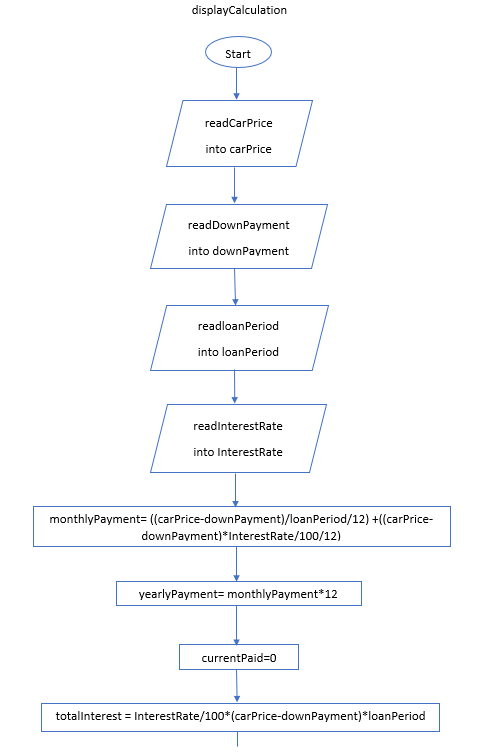 displayCalculation
Start
readCarPrice
into carPrice
readDownPayment
into downPayment
readloanPeriod
into loanPeriod
readInterestRate
into InterestRate
monthlyPayment= ((carPrice-downPayment)/loanPeriod/12) +((carPrice-
downPayment)*InterestRate/100/12)
yearlyPayment= monthlyPayment*12
currentPaid=0
totalInterest = InterestRate/100*(carPrice-downPayment)*loanPeriod